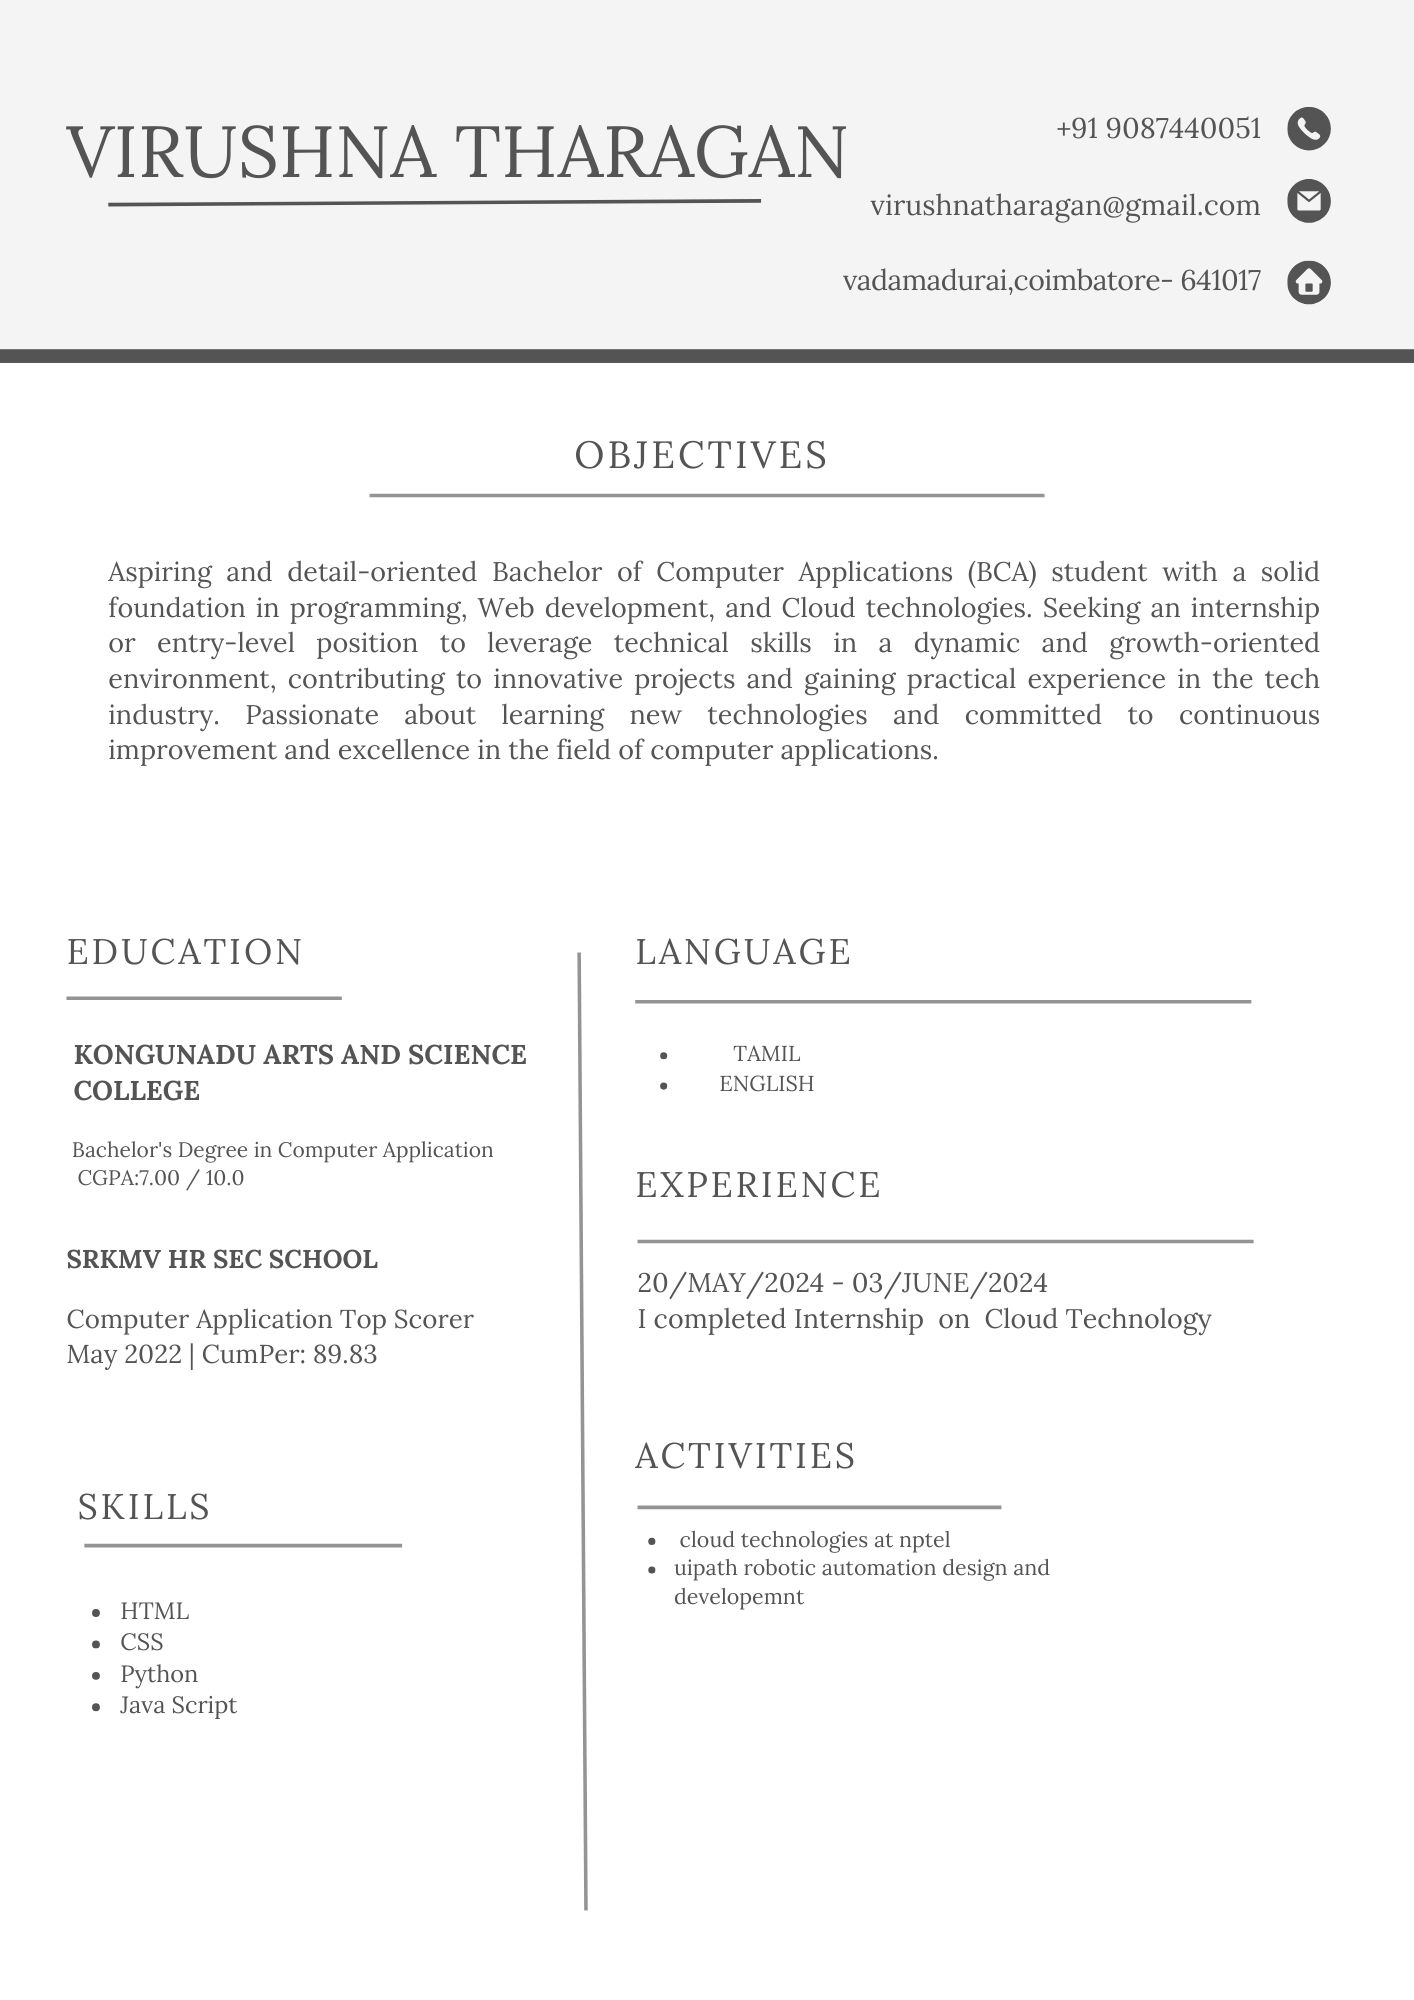 VIRUSHNA THARAGAN
+91 9087440051
virushnatharagan@gmail.com
vadamadurai,coimbatore- 641017
OBJECTIVES
Aspiring and detail-oriented Bachelor of Computer Applications (BCA) student with a solid
foundation in programming, Web development, and Cloud technologies. Seeking an internship
or entry-level position to leverage technical skills in a dynamic and growth-oriented
environment, contributing to innovative projects and gaining practical experience in the tech
industry. Passionate about learning new technologies and committed to continuous
improvement and excellence in the field of computer applications.
EDUCATION
KONGUNADU ARTS AND SCIENCE
COLLEGE
Bachelor's Degree in Computer Application
CGPA:7.00 / 10.0
SRKMV HR SEC SCHOOL
Computer Application Top Scorer
May 2022 | CumPer: 89.83
SKILLS
• HTML
• CSS
• Python
• Java Script
LANGUAGE
• TAMIL
• ENGLISH
EXPERIENCE
20/MAY/2024 - 03/JUNE/2024
I completed Internship on Cloud Technology
ACTIVITIES
• cloud technologies at nptel
• uipath robotic automation design and
developemnt